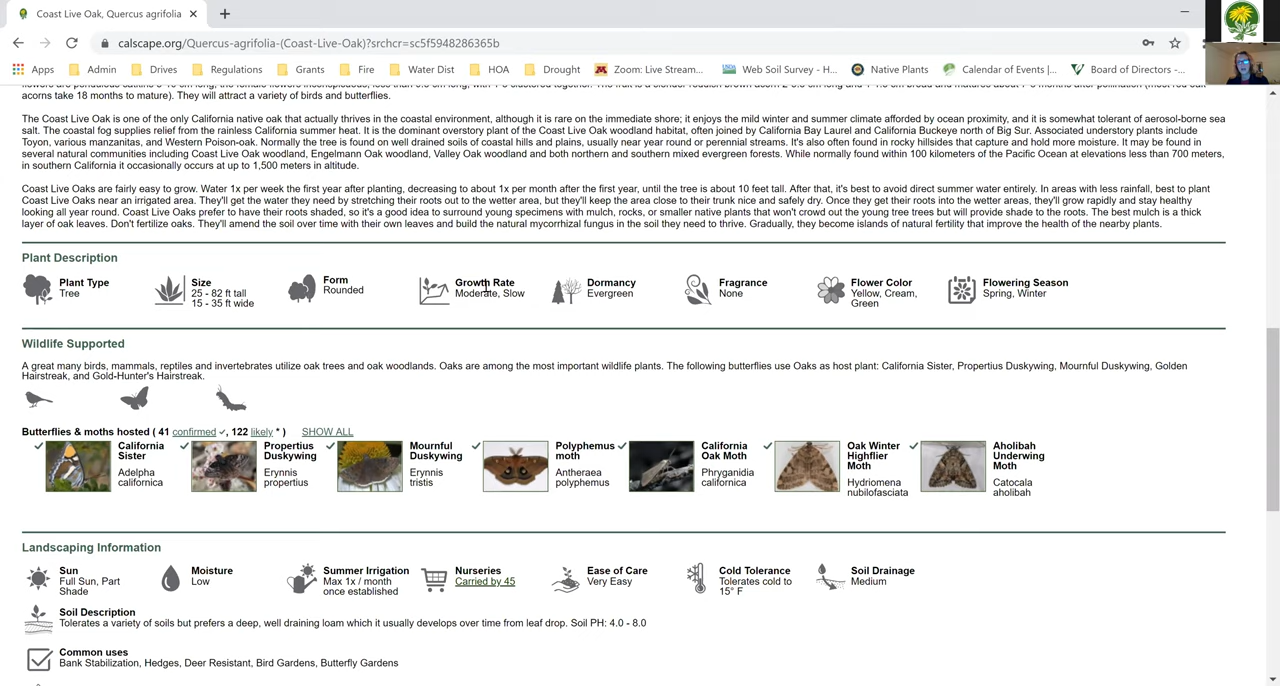 Coast Live Oak, Quercus agrifolia
calscape.org/Quercus-agrifolia-(Coast-Live-Oak)?srchcr=sc5f5948286365b
Apps Admin Drives Regulations Grants Fire Water Dist HOA Drought Zoom: Live Stream... Web Soil Survey - H... Native Plants Calendar of Events |... Board of Directors -...
acorns take 18 months to mature). They will attract a variety of birds and butterflies.
The Coast Live Oak is one of the only California native oak that actually thrives in the coastal environment, although it is rare on the immediate shore; it enjoys the mild winter and summer climate afforded by ocean proximity, and it is somewhat tolerant of aerosol-borne sea
salt. The coastal fog supplies relief from the rainless California summer heat. It is the dominant overstory plant of the Coast Live Oak woodland habitat, often joined by California Bay Laurel and California Buckeye north of Big Sur. Associated understory plants include
Toyon, various manzanitas, and Western Poison-oak. Normally the tree is found on well drained soils of coastal hills and plains, usually near year round or perennial streams. It's also often found in rocky hillsides that capture and hold more moisture. It may be found in
several natural communities including Coast Live Oak woodland, Engelmann Oak woodland, Valley Oak woodland and both northern and southern mixed evergreen forests. While normally found within 100 kilometers of the Pacific Ocean at elevations less than 700 meters,
in southern California it occasionally occurs at up to 1,500 meters in altitude.
Coast Live Oaks are fairly easy to grow. Water 1x per week the first year after planting, decreasing to about 1x per month after the first year, until the tree is about 10 feet tall. After that, it's best to avoid direct summer water entirely. In areas with less rainfall, best to plant
Coast Live Oaks near an irrigated area. They'll get the water they need by stretching their roots out to the wetter area, but they'll keep the area close to their trunk nice and safely dry. Once they get their roots into the wetter areas, they'll grow rapidly and stay healthy
looking all year round. Coast Live Oaks prefer to have their roots shaded, so it's a good idea to surround young specimens with mulch, rocks, or smaller native plants that won't crowd out the young tree trees but will provide shade to the roots. The best mulch is a thick
layer of oak leaves. Don't fertilize oaks. They'll amend the soil over time with their own leaves and build the natural mycorrhizal fungus in the soil they need to thrive. Gradually, they become islands of natural fertility that improve the health of the nearby plants.
Plant Description
Plant Type
Tree
Size
25 - 82 ft tall
15 - 35 ft wide
Form
Rounded
Growth Rate
Moderate, Slow
Dormancy
Evergreen
Fragrance
None
Flower Color
Yellow, Cream,
Green
Flowering Season
Spring, Winter
Wildlife Supported
A great many birds, mammals, reptiles and invertebrates utilize oak trees and oak woodlands. Oaks are among the most important wildlife plants. The following butterflies use Oaks as host plant: California Sister, Propertius Duskywing, Mournful Duskywing, Golden
Hairstreak, and Gold-Hunter's Hairstreak.
Butterflies & moths hosted ( 41 confirmed ✓, 122 likely * ) SHOW ALL
California
Sister
Adelpha
californica
Propertius
Duskywing
Erynnis
propertius
Mournful
Duskywing
Erynnis
tristis
Polyphemus
moth
Antheraea
polyphemus
California
Oak Moth
Phryganidia
californica
Oak Winter
Highflier
Moth
Hydriomena
nubilofasciata
Aholibah
Underwing
Moth
Catocala
aholibah
Landscaping Information
Sun
Full Sun, Part
Shade
Moisture
Low
Summer Irrigation
Max 1x / month
once established
Nurseries
Carried by 45
Ease of Care
Very Easy
Cold Tolerance
Tolerates cold to
15° F
Soil Drainage
Medium
Soil Description
Tolerates a variety of soils but prefers a deep, well draining loam which it usually develops over time from leaf drop. Soil PH: 4.0 - 8.0
Common uses
Bank Stabilization, Hedges, Deer Resistant, Bird Gardens, Butterfly Gardens